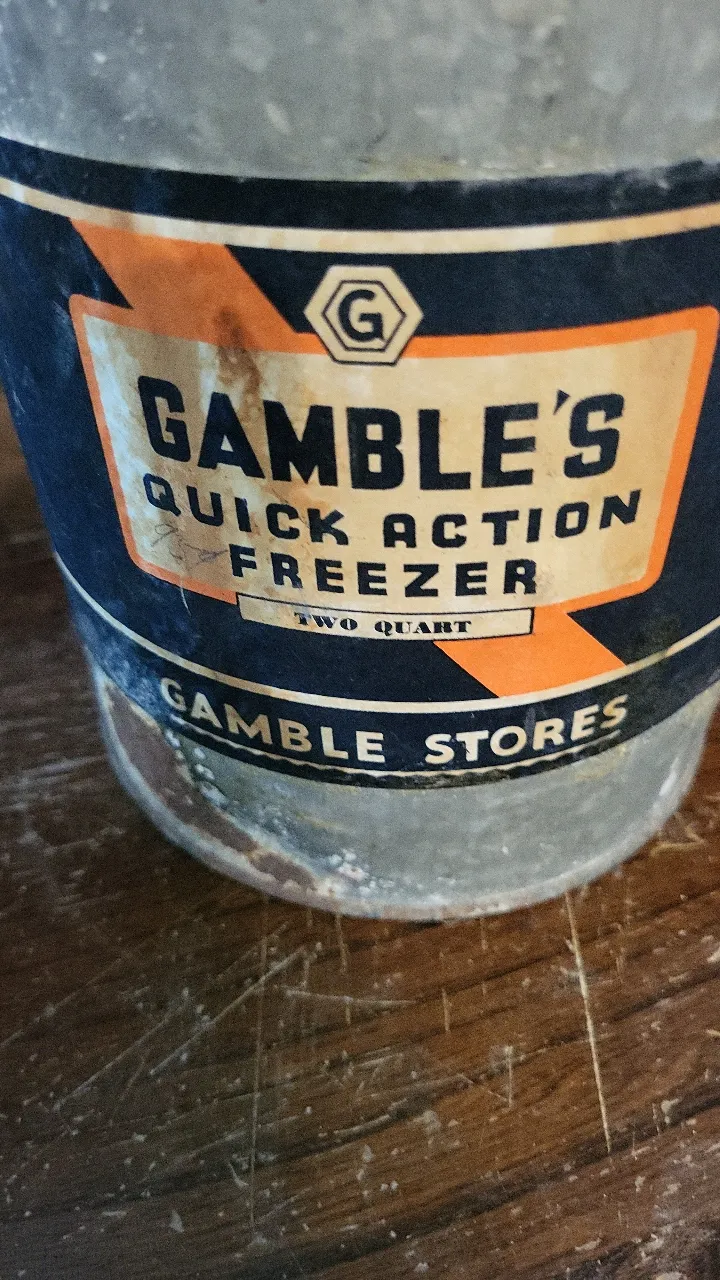 G
GAMBLE'S
QUICK ACTION
FREEZER
TWO QUART
GAMBLE STORES